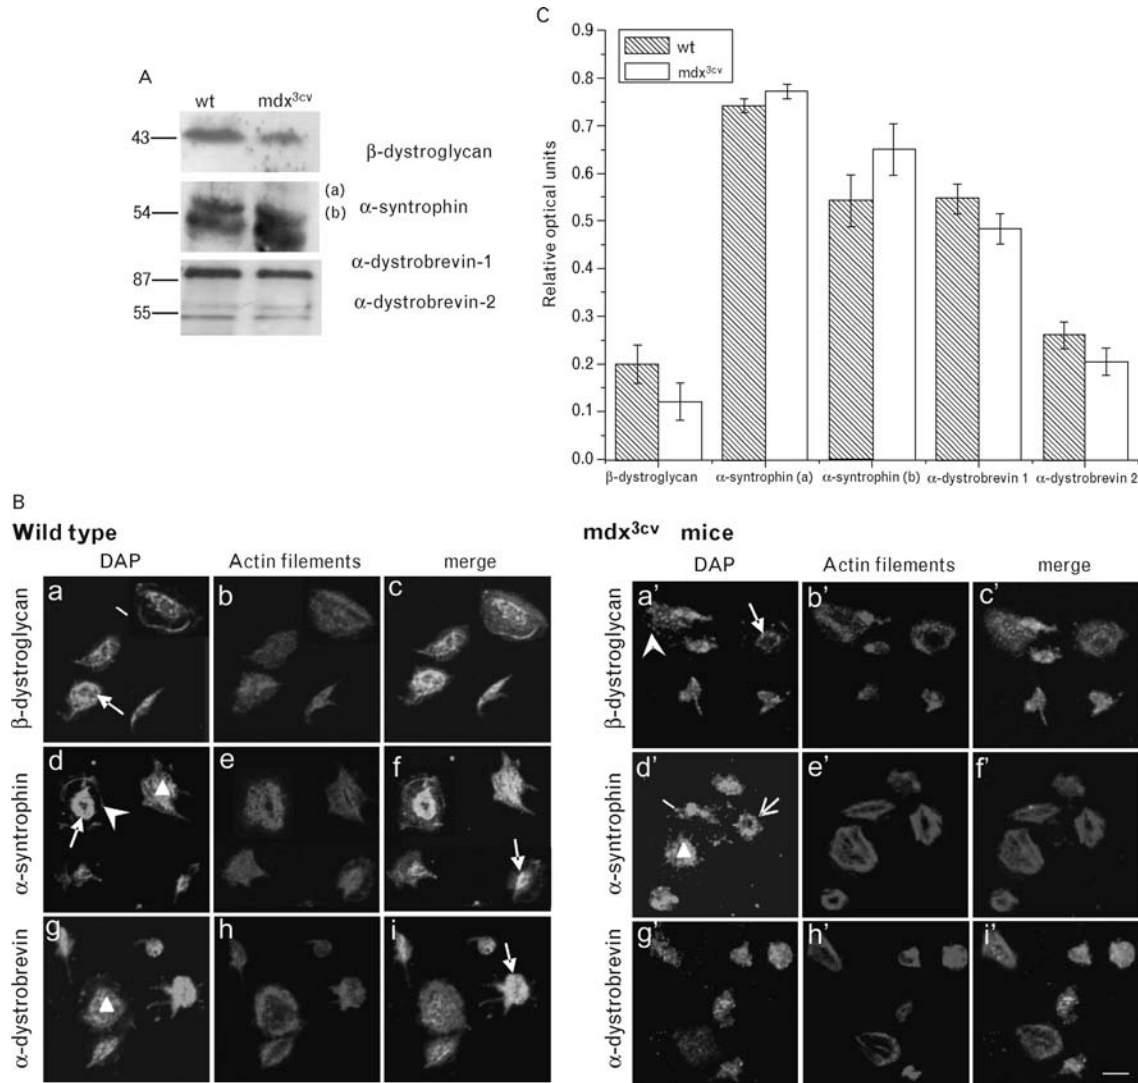 A
wt mdx3cv
43
β-dystroglycan
(a)
54
(b)
α-syntrophin
α-dystrobrevin-1
87
α-dystrobrevin-2
55
C
0.9
0.8
0.7
0.6
0.5
0.4
0.3
0.2
0.1
0.0
Relative optical units
wt
mdx3cv
β-dystroglycan α-syntrophin (a) α-syntrophin (b) α-dystrobrevin 1 α-dystrobrevin 2
B
Wild type
DAP Actin filements merge
β-dystroglycan
a b c
α-syntrophin
d e f
α-dystrobrevin
g h i
mdx3cv mice
DAP Actin filements merge
β-dystroglycan
a’ b’ c’
α-syntrophin
d’ e’ f’
α-dystrobrevin
g’ h’ i’